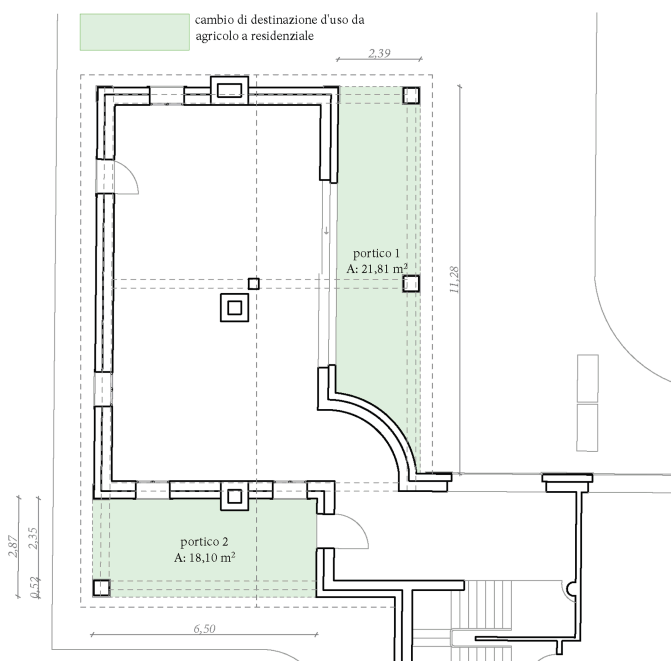 cambio di destinazione d'uso da
agricolo a residenziale
2,39
portico 1
A: 21,81 m²
11,28
portico 2
A: 18,10 m²
2,87
2,35
0,52
6,50